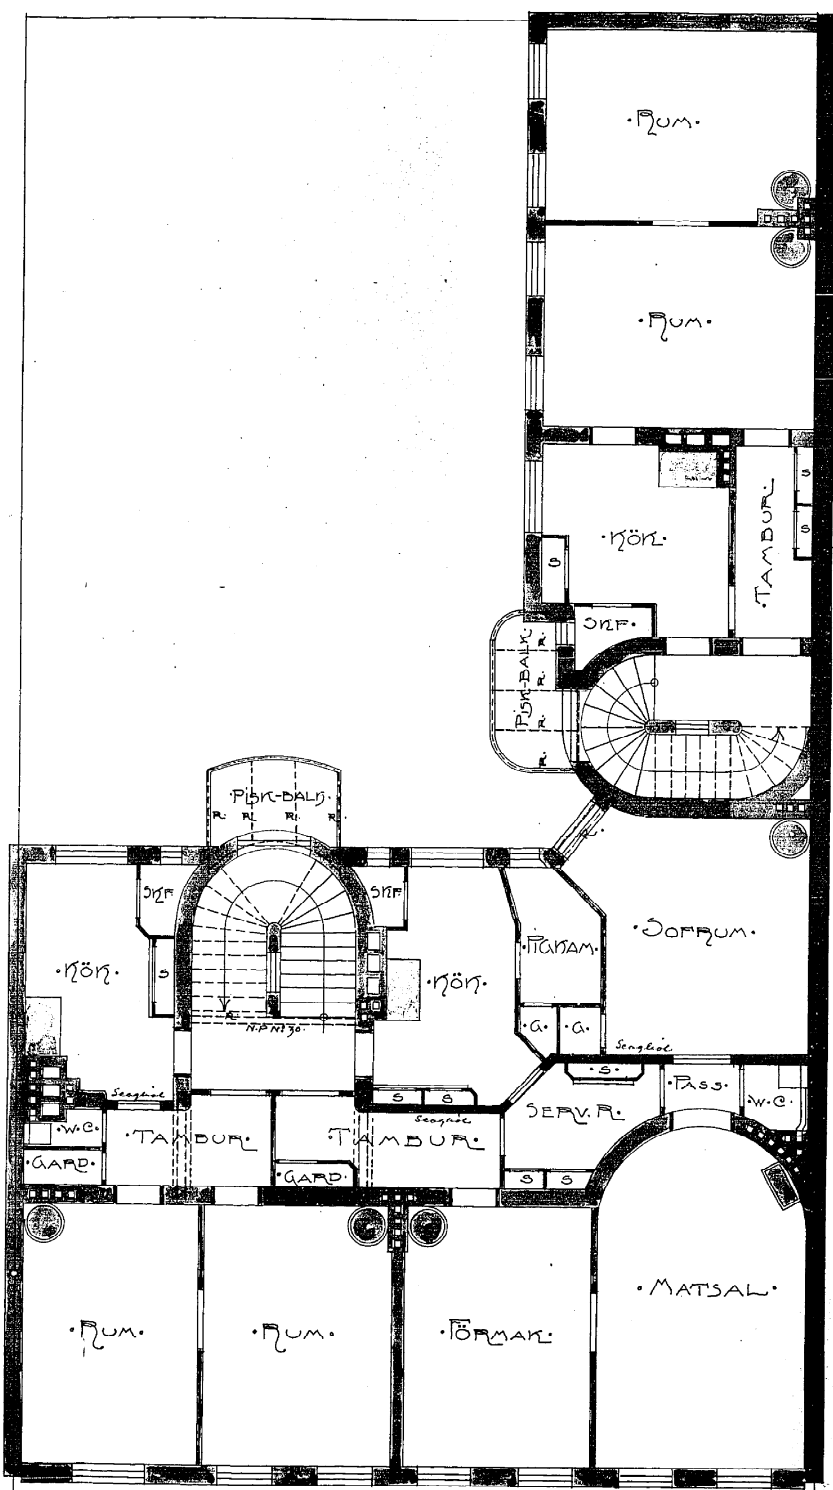 ·RUM·
·RUM·
·KÖK·
TAMBUR·
S
S
S
SKF·
PISK-BALK·
R.
R.
R.
R.
·PISK-BALK·
R.
R.
R.
R.
SKF
SKF
·KÖK·
S
·KÖK·
PIGKAM.
·SOFRUM·
G.
G.
R.
N.P. No 30.
·S·
·PASS·
·W.C.
SERV.R.
S
S
·W.C.
·TAMBUR·
·TAMBUR·
·GARD.
·GARD.
S
S
·RUM·
·RUM·
·FÖRMAK·
·MATSAL·